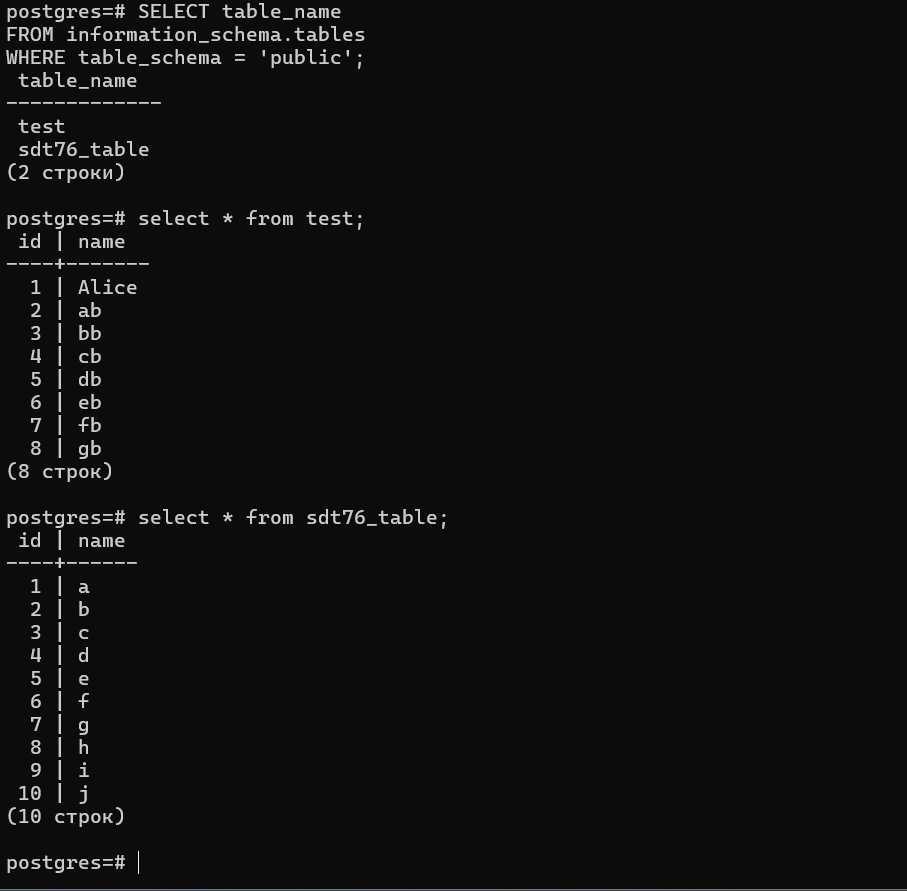 postgres=# SELECT table_name
FROM information_schema.tables
WHERE table_schema = 'public';
 table_name
-------------
 test
 sdt76_table
(2 строки)

postgres=# select * from test;
 id | name
----+-------
  1 | Alice
  2 | ab
  3 | bb
  4 | cb
  5 | db
  6 | eb
  7 | fb
  8 | gb
(8 строк)

postgres=# select * from sdt76_table;
 id | name
----+------
  1 | a
  2 | b
  3 | c
  4 | d
  5 | e
  6 | f
  7 | g
  8 | h
  9 | i
 10 | j
(10 строк)

postgres=#